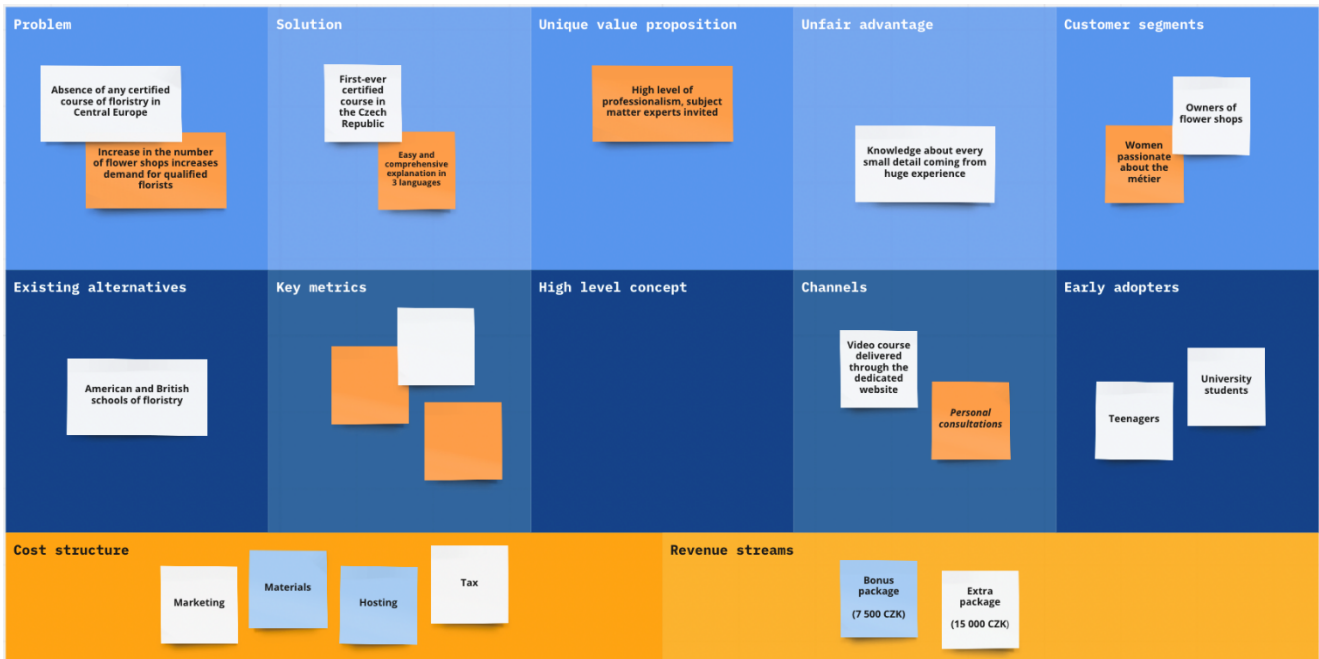 Problem
Absence of any certified
course of floristry in
Central Europe
Increase in the number
of flower shops increases
demand for qualified
florists
Solution
First-ever
certified
course in
the Czech
Republic
Easy and
comprehensive
explanation in
3 languages
Unique value proposition
High level of
professionalism, subject
matter experts invited
Unfair advantage
Knowledge about every
small detail coming from
huge experience
Customer segments
Owners of
flower shops
Women
passionate
about the
métier
Existing alternatives
American and British
schools of floristry
Key metrics
High level concept
Channels
Video course
delivered
through the
dedicated
website
Personal
consultations
Early adopters
University
students
Teenagers
Cost structure
Marketing
Materials
Hosting
Tax
Revenue streams
Bonus
package
(7 500 CZK)
Extra
package
(15 000 CZK)